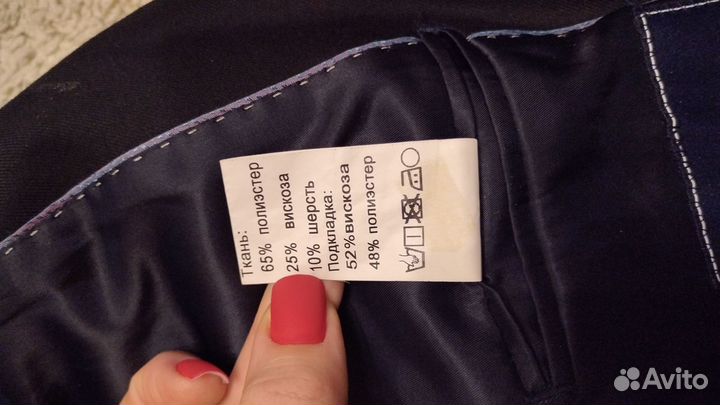 Ткань:
65% полиэстер
25% вискоза
10% шерсть
Подкладка:
52%вискоза
48% полиэстер
Avito